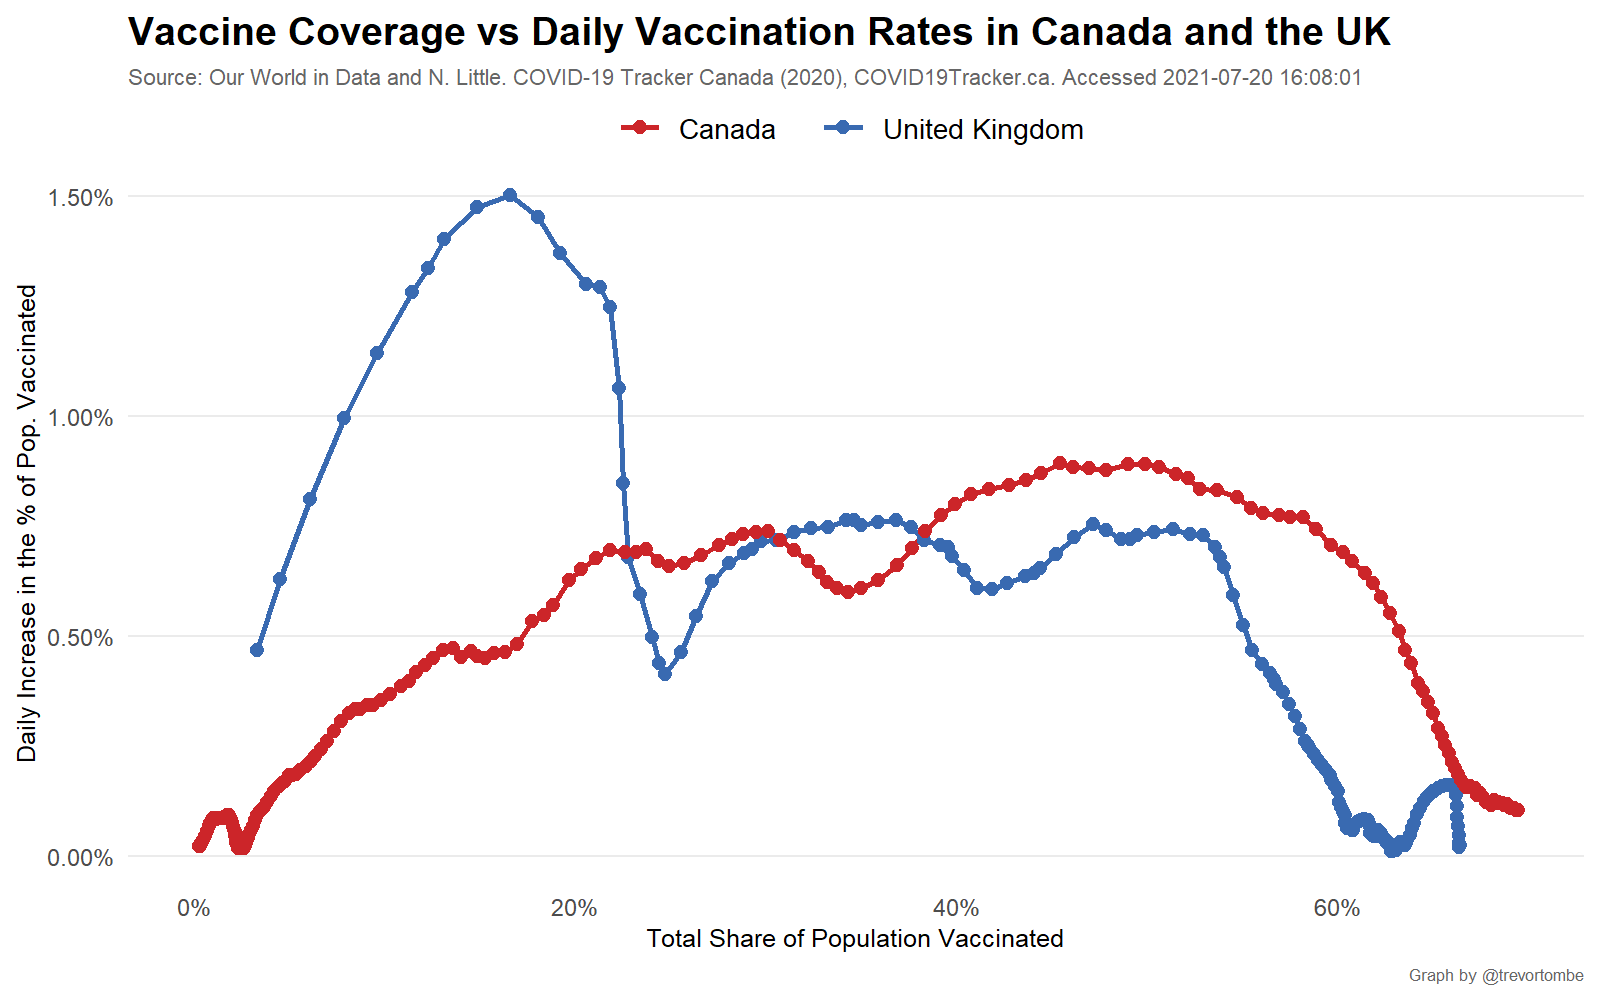 Vaccine Coverage vs Daily Vaccination Rates in Canada and the UK
Source: Our World in Data and N. Little. COVID-19 Tracker Canada (2020), COVID19Tracker.ca. Accessed 2021-07-20 16:08:01
Canada
United Kingdom
Daily Increase in the % of Pop. Vaccinated
1.50%
1.00%
0.50%
0.00%
0%
20%
40%
60%
Total Share of Population Vaccinated
Graph by @trevortombe